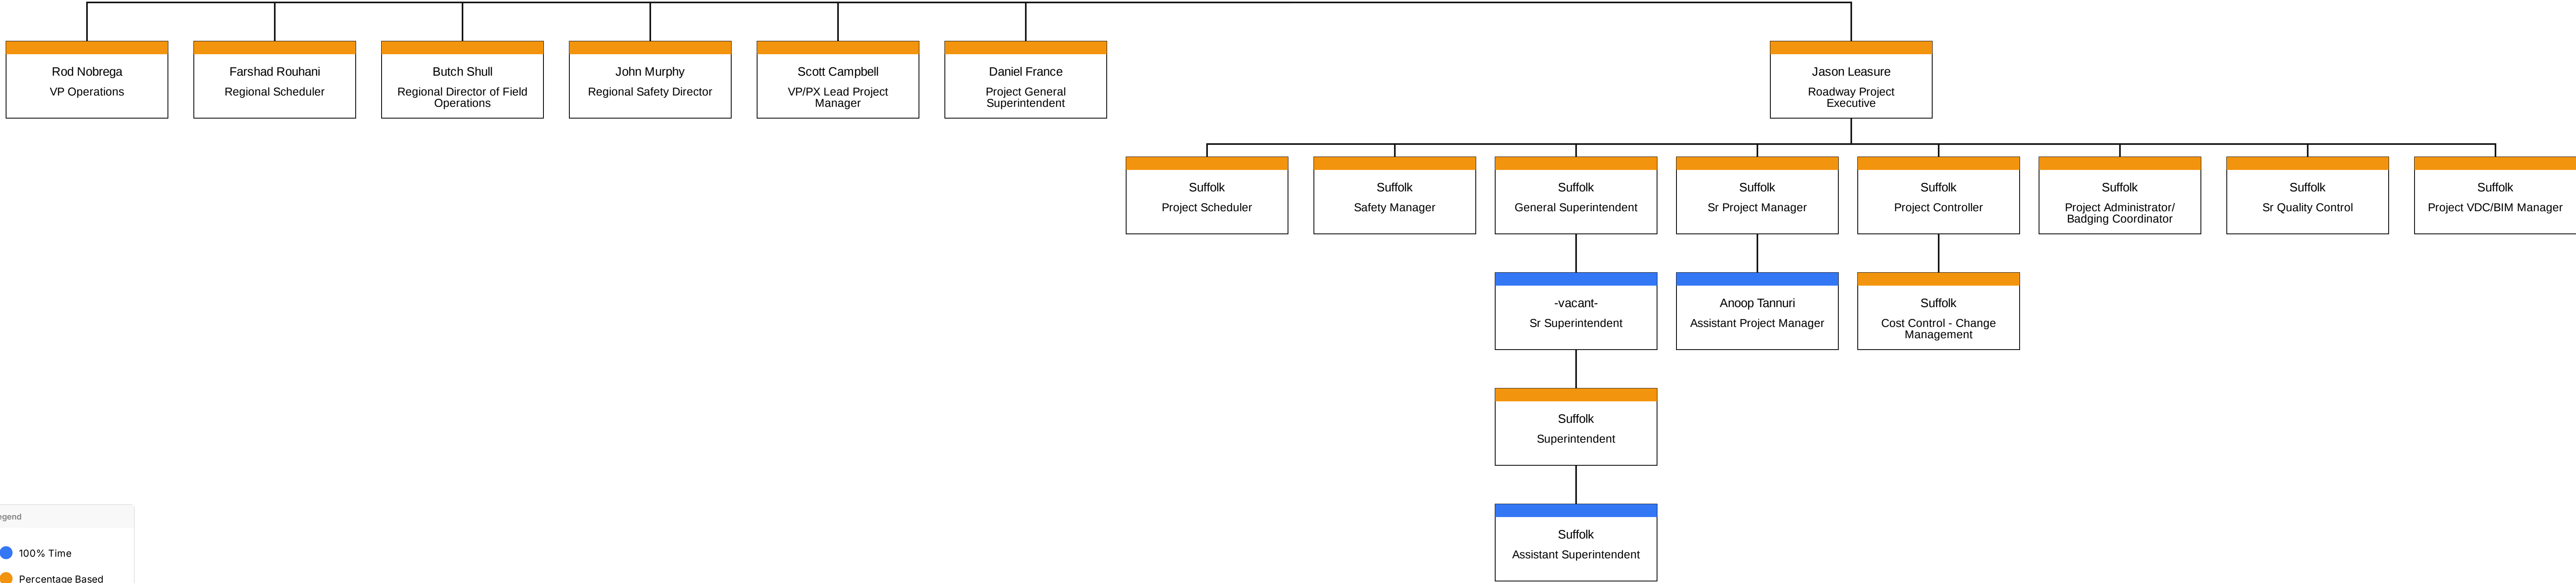 Rod Nobrega
VP Operations
Farshad Rouhani
Regional Scheduler
Butch Shull
Regional Director of Field
Operations
John Murphy
Regional Safety Director
Scott Campbell
VP/PX Lead Project
Manager
Daniel France
Project General
Superintendent
Jason Leasure
Roadway Project
Executive
Suffolk
Project Scheduler
Suffolk
Safety Manager
Suffolk
General Superintendent
Suffolk
Sr Project Manager
Suffolk
Project Controller
Suffolk
Project Administrator/
Badging Coordinator
Suffolk
Sr Quality Control
Suffolk
Project VDC/BIM Manager
-vacant-
Sr Superintendent
Anoop Tannuri
Assistant Project Manager
Suffolk
Cost Control - Change
Management
Suffolk
Superintendent
Suffolk
Assistant Superintendent
egend
100% Time
Percentage Based